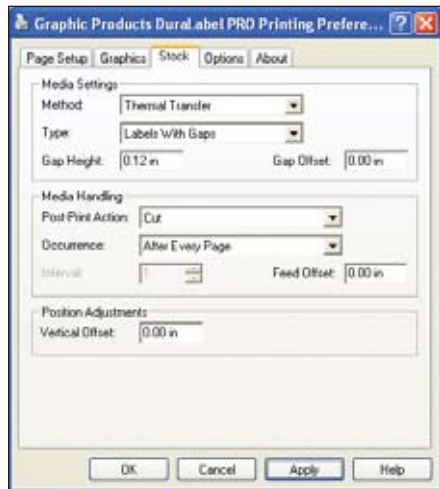 Graphic Products DuraLabel PRO Printing Prefere...
Page Setup Graphics Stock Options About
Media Settings
Method: Thermal Transfer
Type: Labels With Gaps
Gap Height: 0.12 in Gap Offset: 0.00 in
Media Handling
Post-Print Action: Cut
Occurrence: After Every Page
Interval: 1 Feed Offset: 0.00 in
Position Adjustments
Vertical Offset: 0.00 in
OK Cancel Apply Help